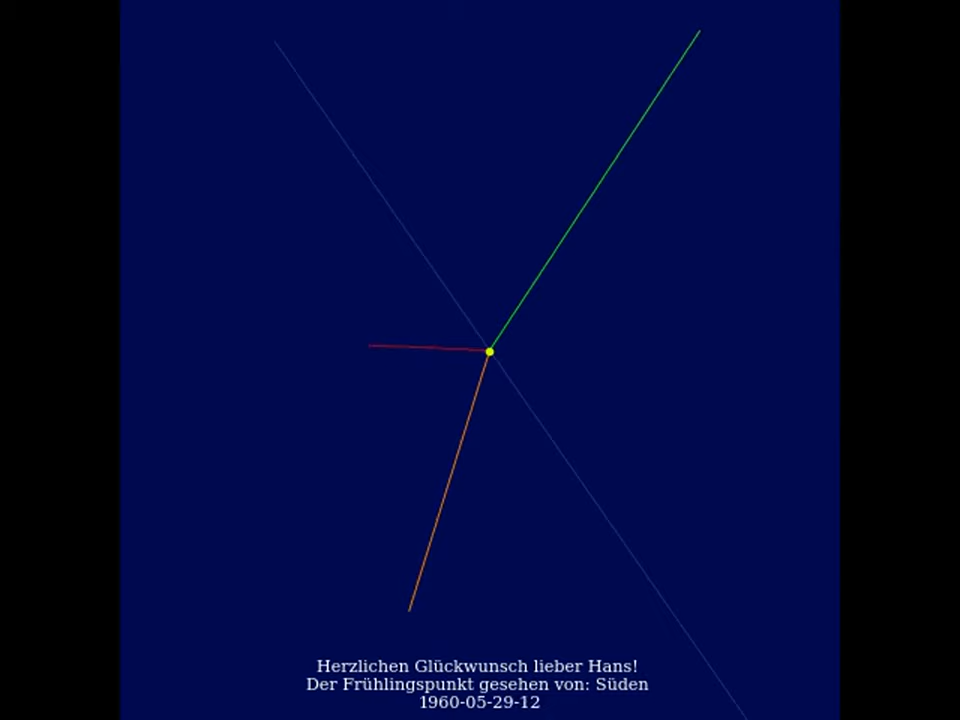 Herzlichen Glückwunsch lieber Hans!
Der Frühlingspunkt gesehen von: Süden
1960-05-29-12